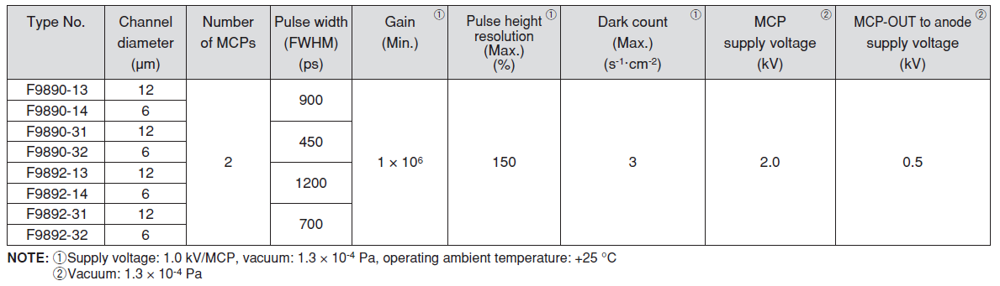 Type No. Channel Number Pulse width Gain ① Pulse height ① Dark count ① MCP ② MCP-OUT to anode ②
diameter of MCPs (FWHM) (Min.) resolution (Max.) supply voltage supply voltage
(µm) (ps) (Max.) (s-1·cm-2) (kV) (kV)
(%)
F9890-13 12
900
F9890-14 6
F9890-31 12
450
F9890-32 6
2 1 × 10⁶ 150 3 2.0 0.5
F9892-13 12
1200
F9892-14 6
F9892-31 12
700
F9892-32 6
NOTE: ①Supply voltage: 1.0 kV/MCP, vacuum: 1.3 × 10-4 Pa, operating ambient temperature: +25 °C
②Vacuum: 1.3 × 10-4 Pa